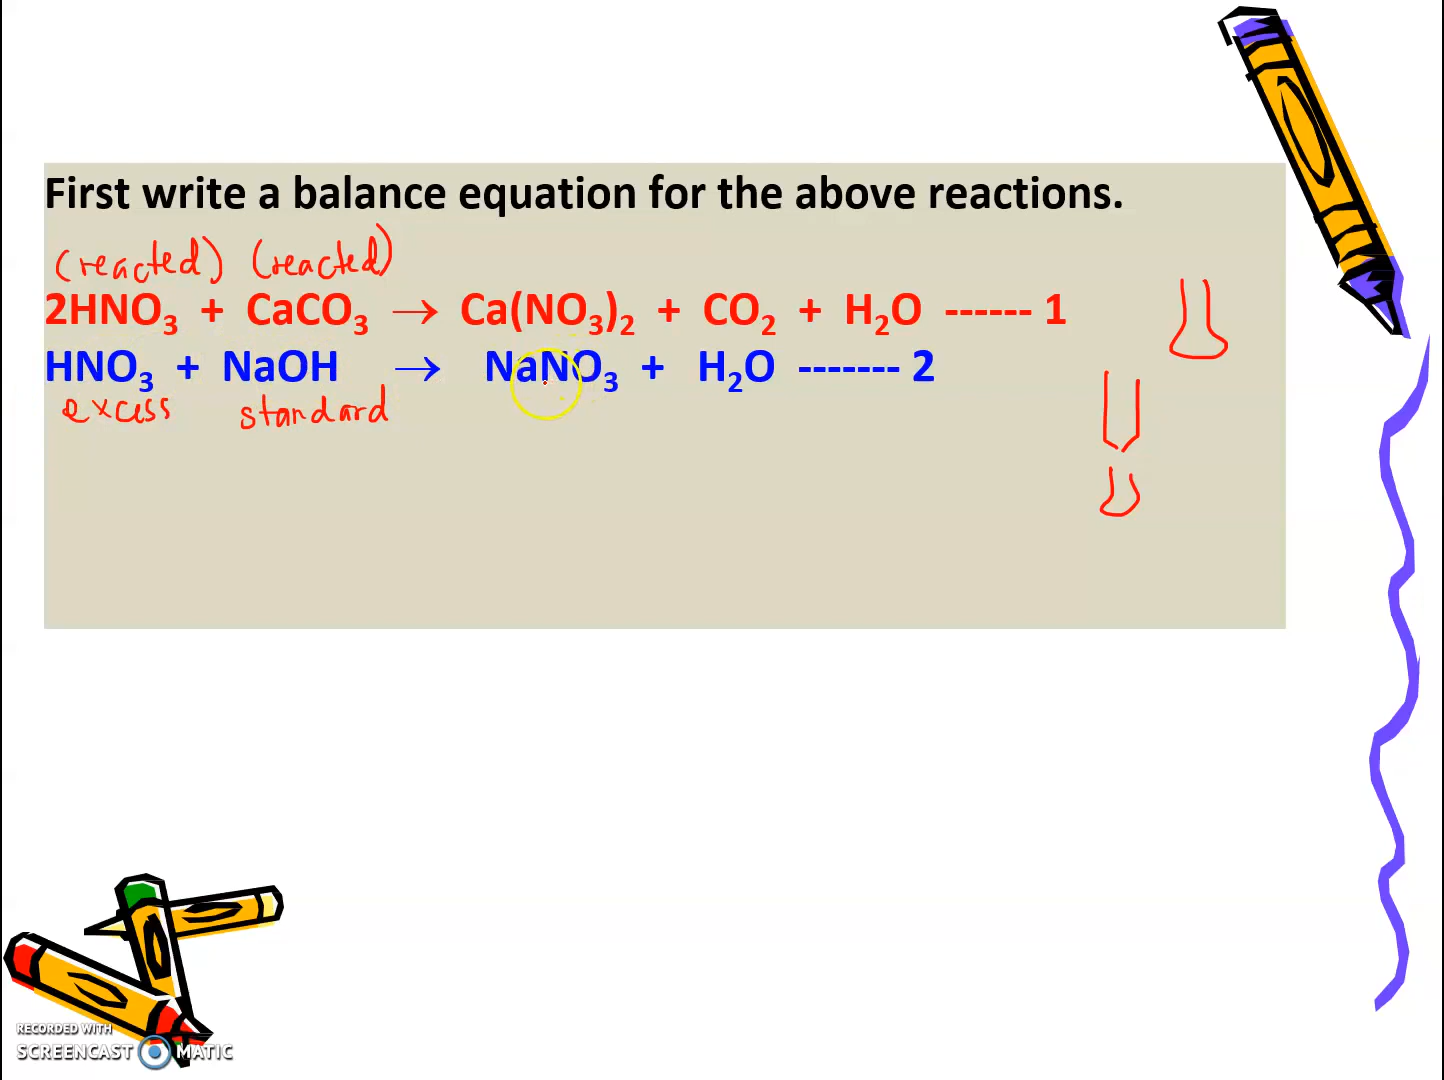 First write a balance equation for the above reactions.
(reacted) (reacted)
2HNO₃ + CaCO₃ → Ca(NO₃)₂ + CO₂ + H₂O ------ 1
HNO₃ + NaOH → NaNO₃ + H₂O ------- 2
excess standard
RECORDED WITH
SCREENCAST MATIC